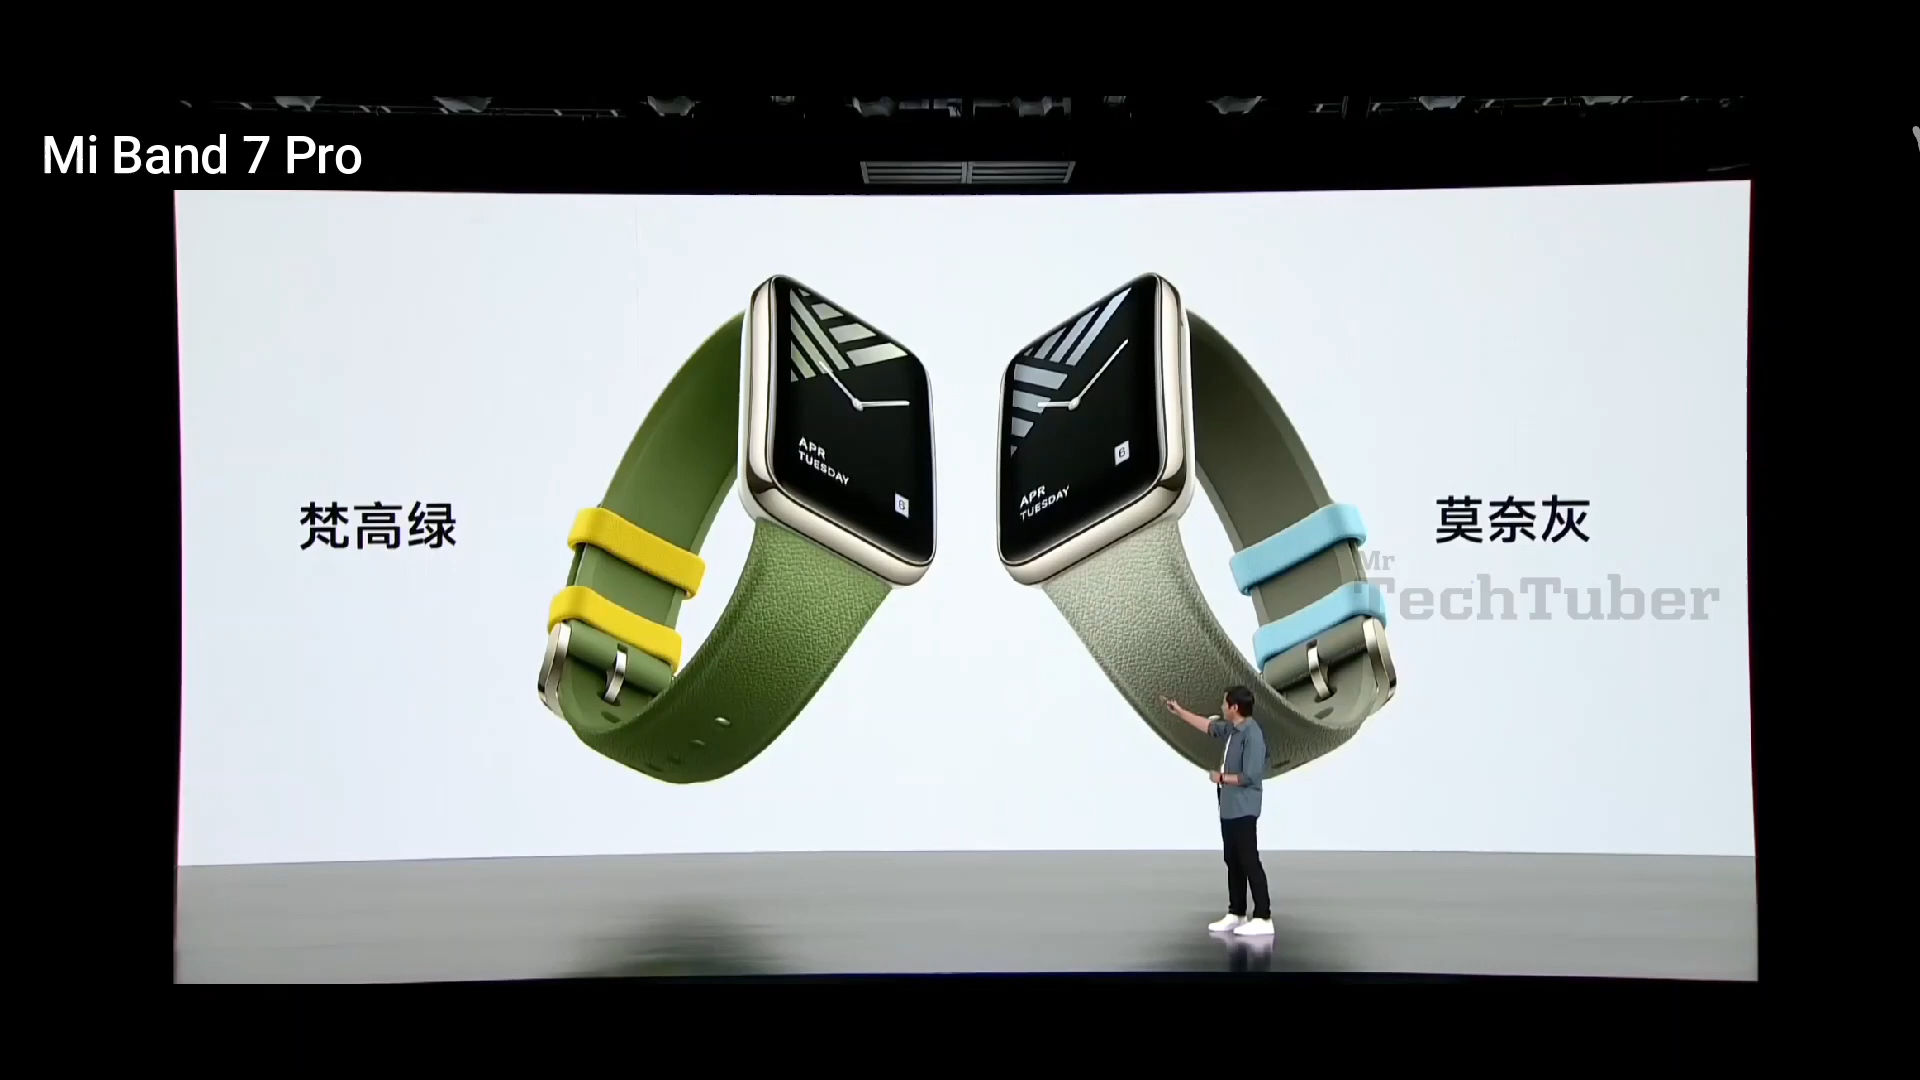 Mi Band 7 Pro
APR
TUESDAY
6
APR
TUESDAY
6
梵高绿
莫奈灰
Mr
TechTuber